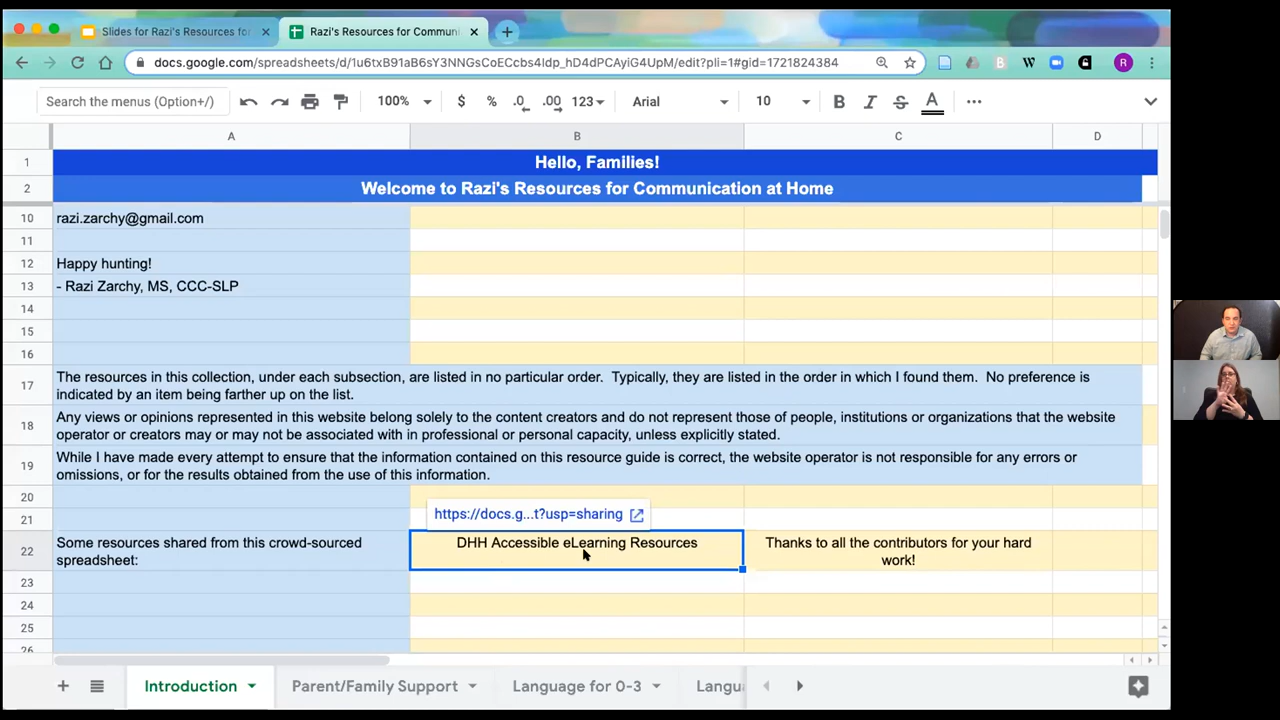 Slides for Razi's Resources for
Razi's Resources for Communi
docs.google.com/spreadsheets/d/1u6txB91aB6sY3NNGsCoECcbs4Idp_hD4dPCAyiG4UpM/edit?pli=1#gid=1721824384
R
Search the menus (Option+/)
100%
$
%
.0
.00
123
Arial
10
B
I
S
A
A
B
C
D
1
Hello, Families!
2
Welcome to Razi's Resources for Communication at Home
10
razi.zarchy@gmail.com
11
12
Happy hunting!
13
- Razi Zarchy, MS, CCC-SLP
14
15
16
17
The resources in this collection, under each subsection, are listed in no particular order. Typically, they are listed in the order in which I found them. No preference is
indicated by an item being farther up on the list.
18
Any views or opinions represented in this website belong solely to the content creators and do not represent those of people, institutions or organizations that the website
operator or creators may or may not be associated with in professional or personal capacity, unless explicitly stated.
19
While I have made every attempt to ensure that the information contained on this resource guide is correct, the website operator is not responsible for any errors or
omissions, or for the results obtained from the use of this information.
20
21
https://docs.g...t?usp=sharing
22
Some resources shared from this crowd-sourced
spreadsheet:
DHH Accessible eLearning Resources
Thanks to all the contributors for your hard
work!
23
24
25
26
Introduction
Parent/Family Support
Language for 0-3
Langu